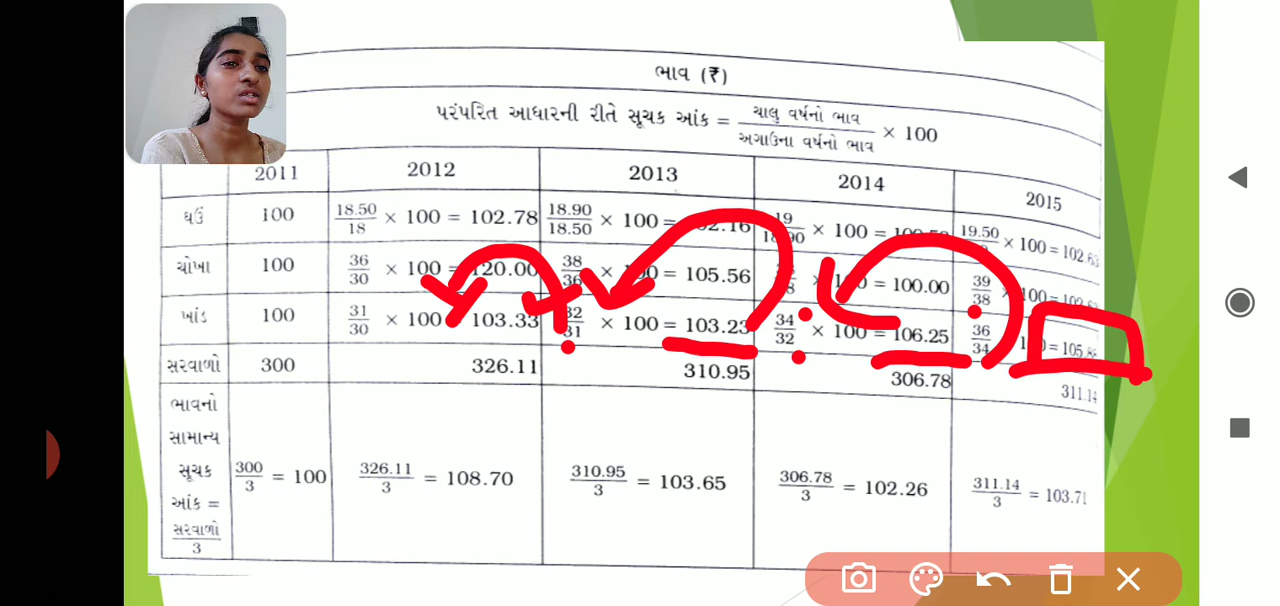 ભાવ (₹)
પરંપરિત આધારની રીતે સૂચક આંક = ચાલુ વર્ષનો ભાવ / અગાઉના વર્ષનો ભાવ × 100
2011 2012 2013 2014 2015
ઘઉં 100 18.50/18 × 100 = 102.78 18.90/18.50 × 100 = 19 × 100 = 19.50 × 100 = 102.63
ચોખા 100 36/30 × 100 = 120.00 38/36 × 100 = 105.56 = 100.00 39/38 × 100 =
ખાંડ 100 31/30 × 100 103.33 32/31 × 100 = 103.23 34/32 × 100 = 106.25 36/34 = 105.88
સરવાળો 300 326.11 310.95 306.78 311.14
ભાવનો
સામાન્ય
સૂચક
આંક =
સરવાળો / 3
300/3 = 100 326.11/3 = 108.70 310.95/3 = 103.65 306.78/3 = 102.26 311.14/3 = 103.71